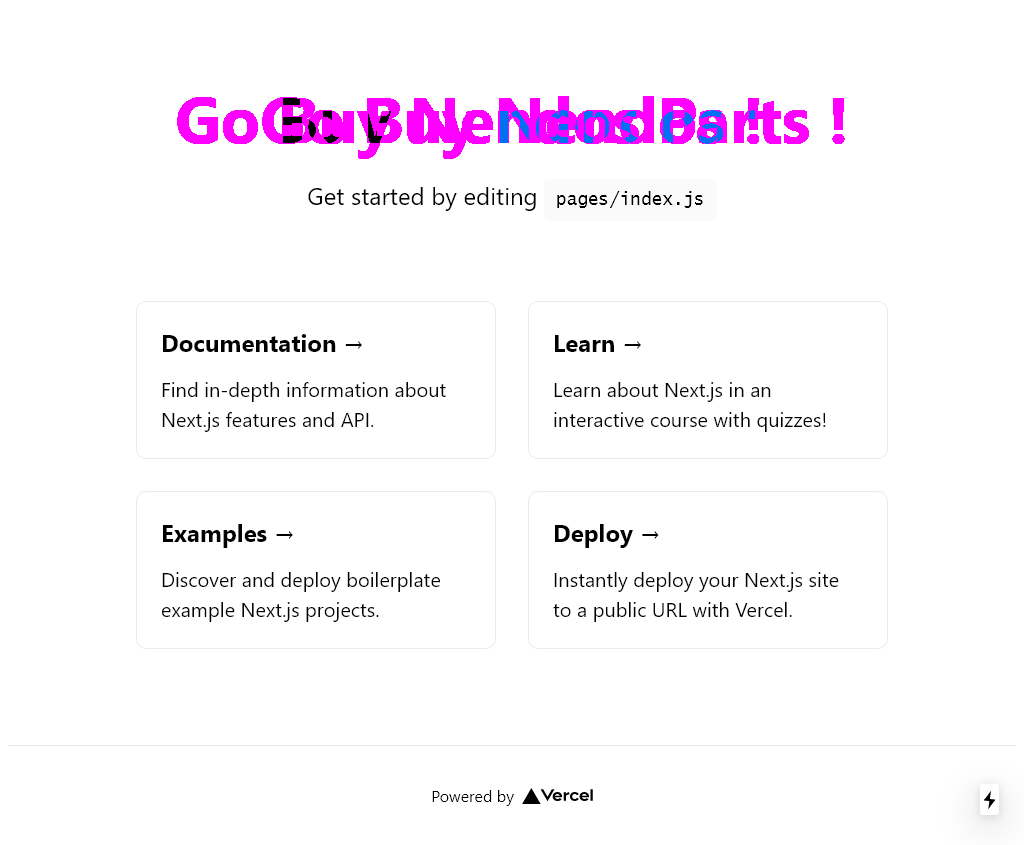 Go Buy Parts !
Get started by editing pages/index.js
Documentation →
Find in-depth information about
Next.js features and API.
Learn →
Learn about Next.js in an
interactive course with quizzes!
Examples →
Discover and deploy boilerplate
example Next.js projects.
Deploy →
Instantly deploy your Next.js site
to a public URL with Vercel.
Powered by Vercel